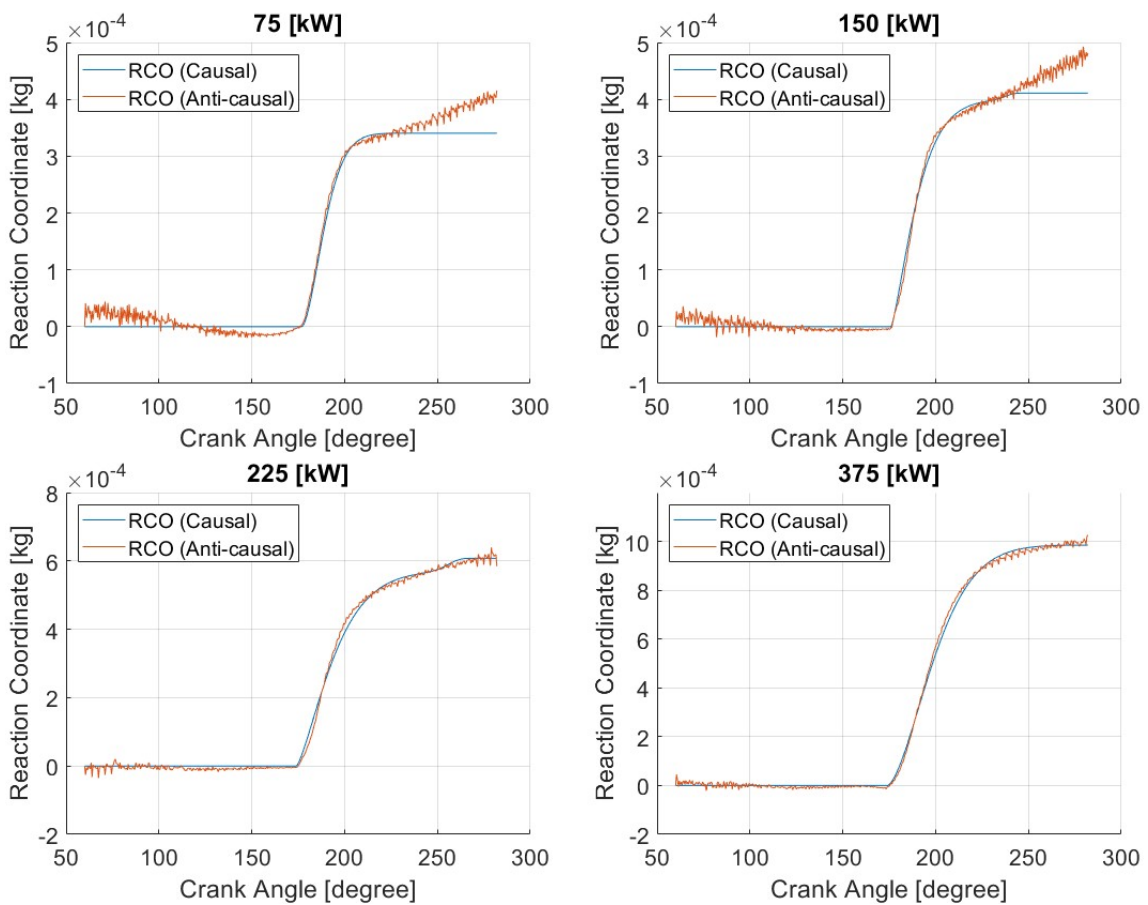 ×10⁻⁴
75 [kW]
Reaction Coordinate [kg]
5
4
3
2
1
0
-1
RCO (Causal)
RCO (Anti-causal)
50
100
150
200
250
300
Crank Angle [degree]
×10⁻⁴
150 [kW]
Reaction Coordinate [kg]
5
4
3
2
1
0
-1
RCO (Causal)
RCO (Anti-causal)
50
100
150
200
250
300
Crank Angle [degree]
×10⁻⁴
225 [kW]
Reaction Coordinate [kg]
8
6
4
2
0
-2
RCO (Causal)
RCO (Anti-causal)
50
100
150
200
250
300
Crank Angle [degree]
×10⁻⁴
375 [kW]
Reaction Coordinate [kg]
10
8
6
4
2
0
-2
RCO (Causal)
RCO (Anti-causal)
50
100
150
200
250
300
Crank Angle [degree]